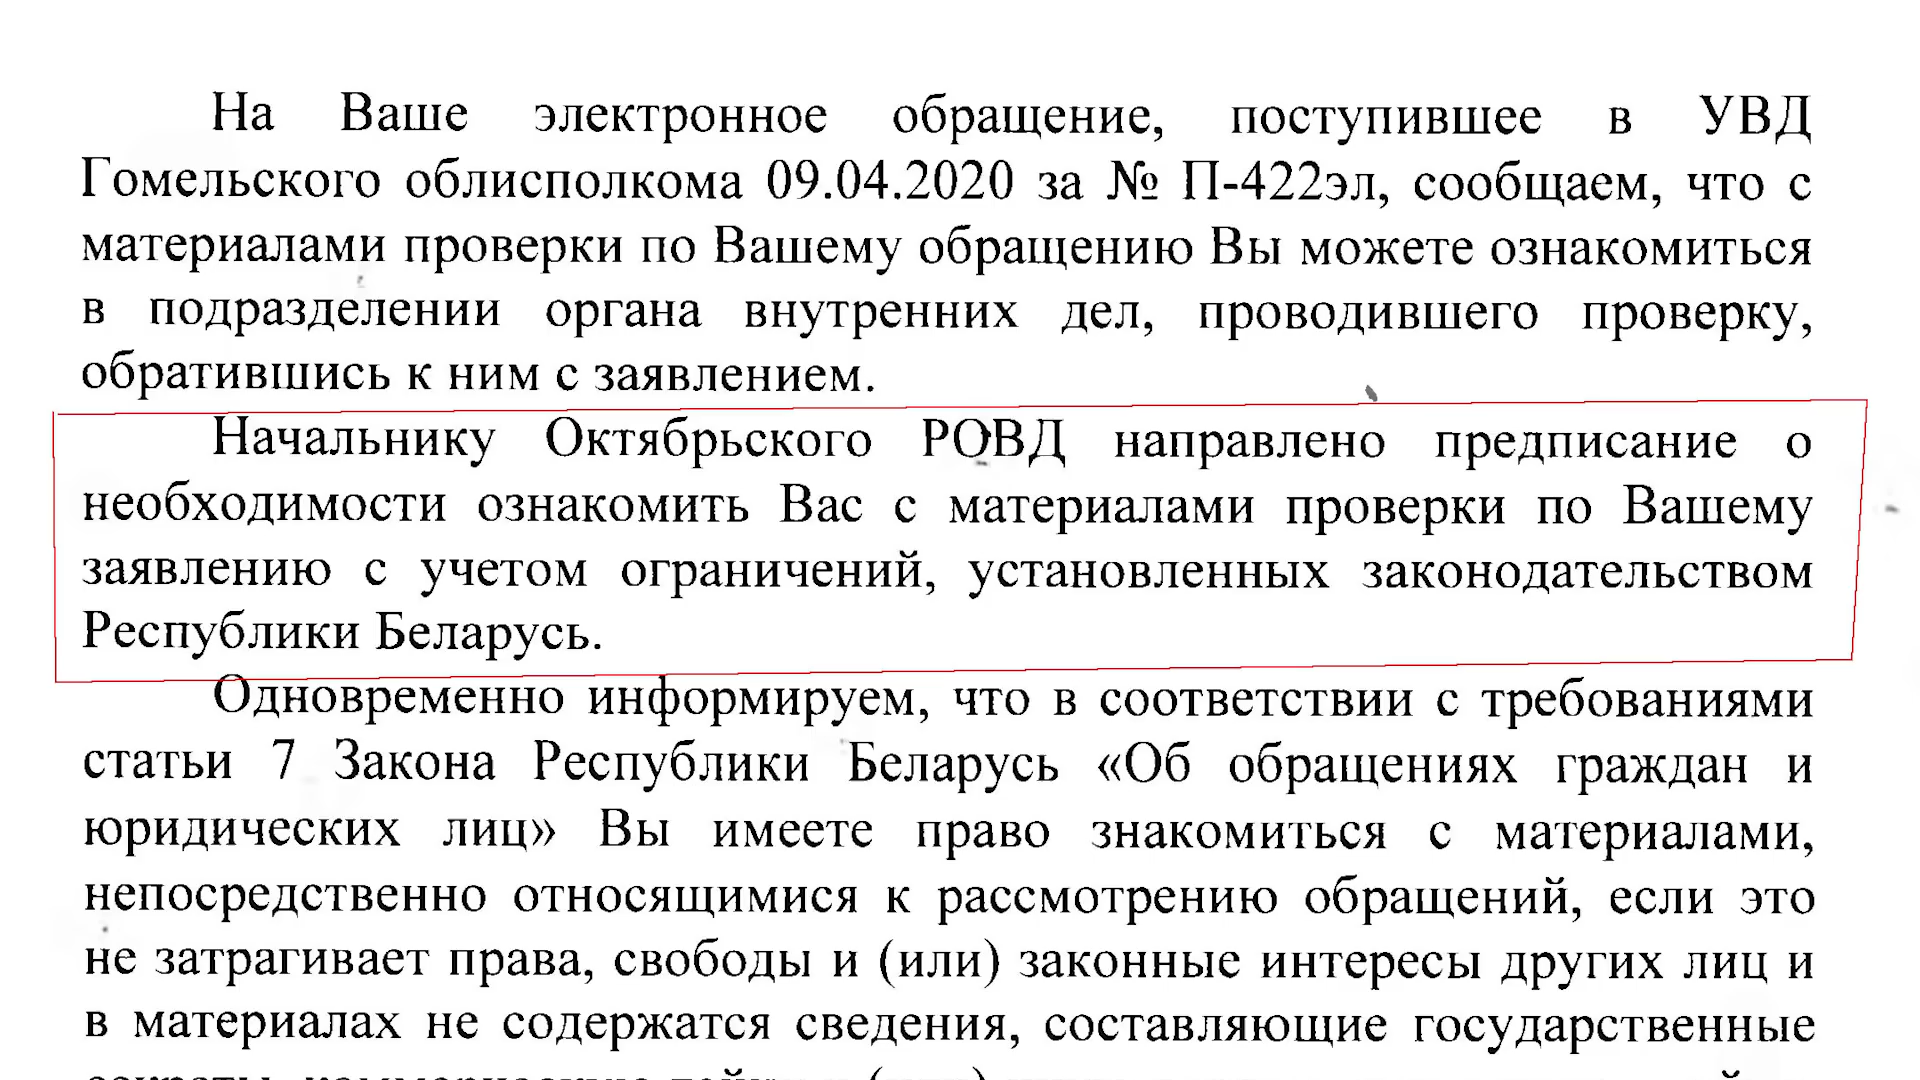 На Ваше электронное обращение, поступившее в УВД
Гомельского облисполкома 09.04.2020 за № П-422эл, сообщаем, что с
материалами проверки по Вашему обращению Вы можете ознакомиться
в подразделении органа внутренних дел, проводившего проверку,
обратившись к ним с заявлением.
Начальнику Октябрьского РОВД направлено предписание о
необходимости ознакомить Вас с материалами проверки по Вашему
заявлению с учетом ограничений, установленных законодательством
Республики Беларусь.
Одновременно информируем, что в соответствии с требованиями
статьи 7 Закона Республики Беларусь «Об обращениях граждан и
юридических лиц» Вы имеете право знакомиться с материалами,
непосредственно относящимися к рассмотрению обращений, если это
не затрагивает права, свободы и (или) законные интересы других лиц и
в материалах не содержатся сведения, составляющие государственные